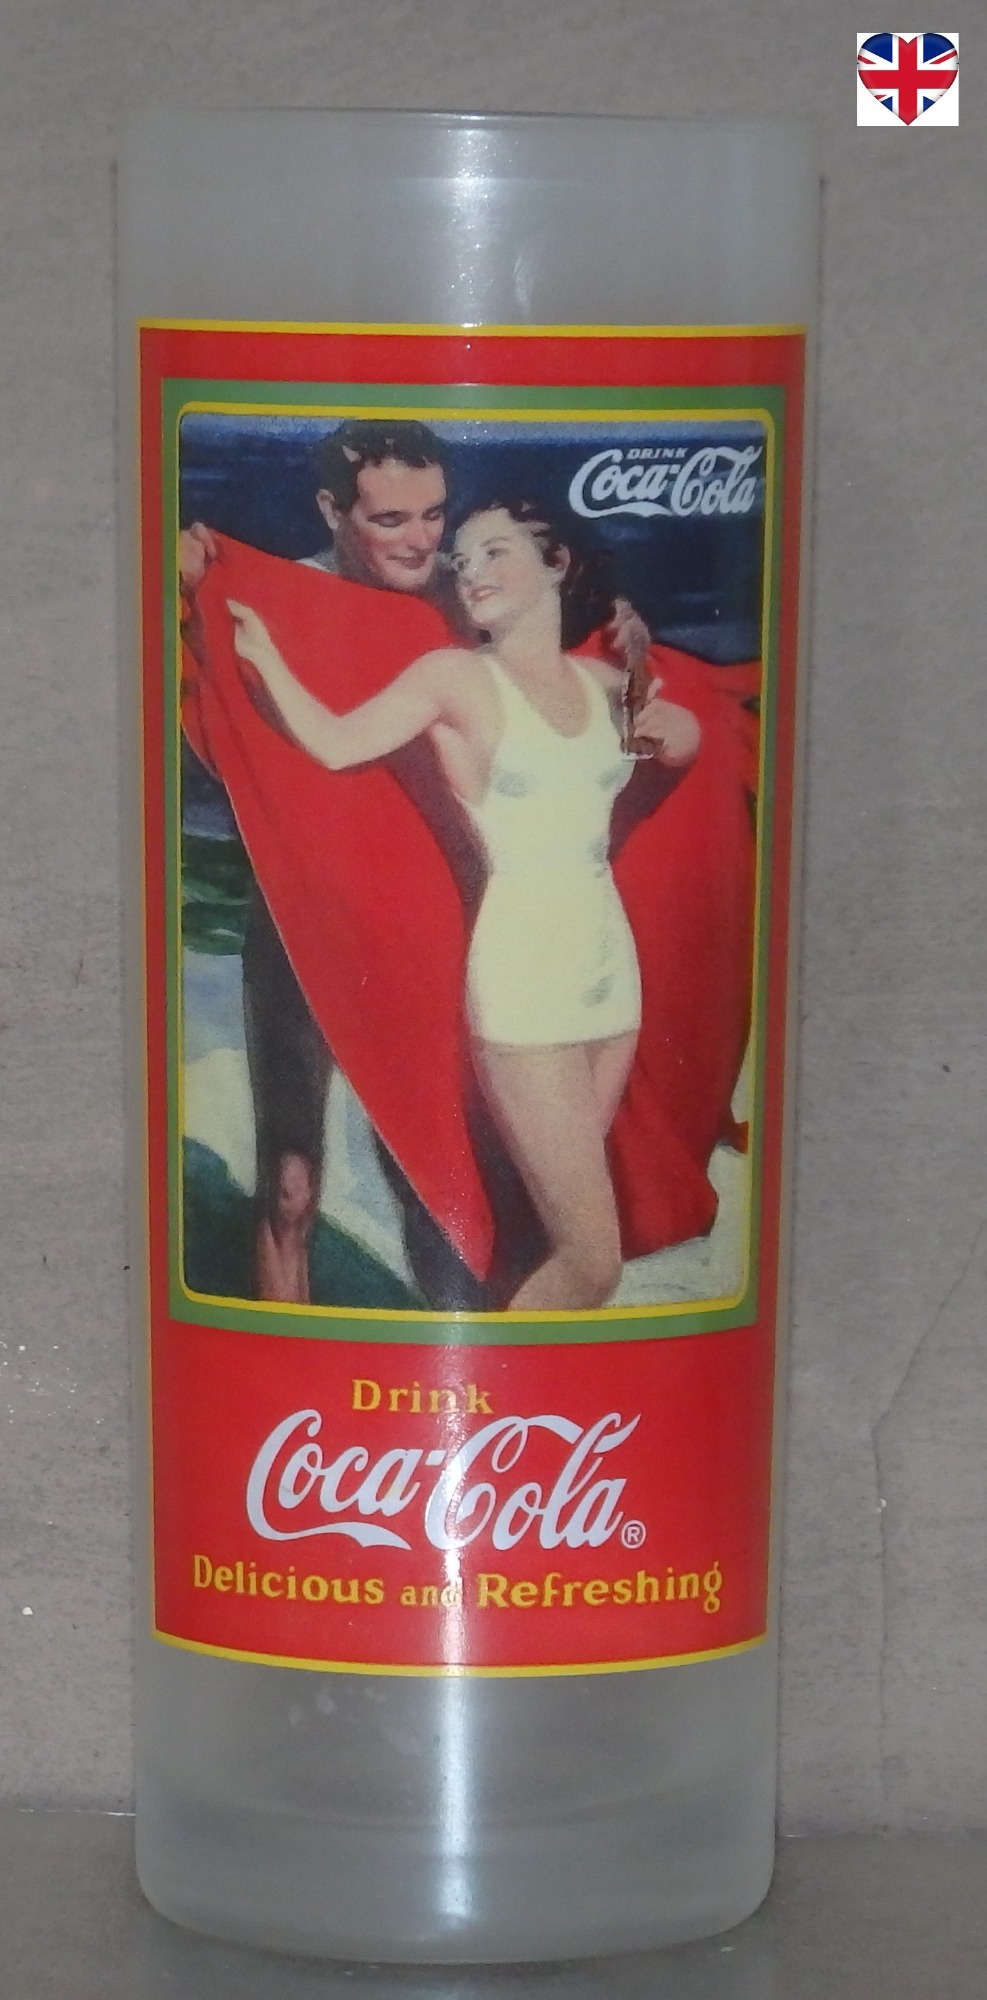 DRINK
Coca-Cola
Drink
Coca-Cola®
Delicious and Refreshing